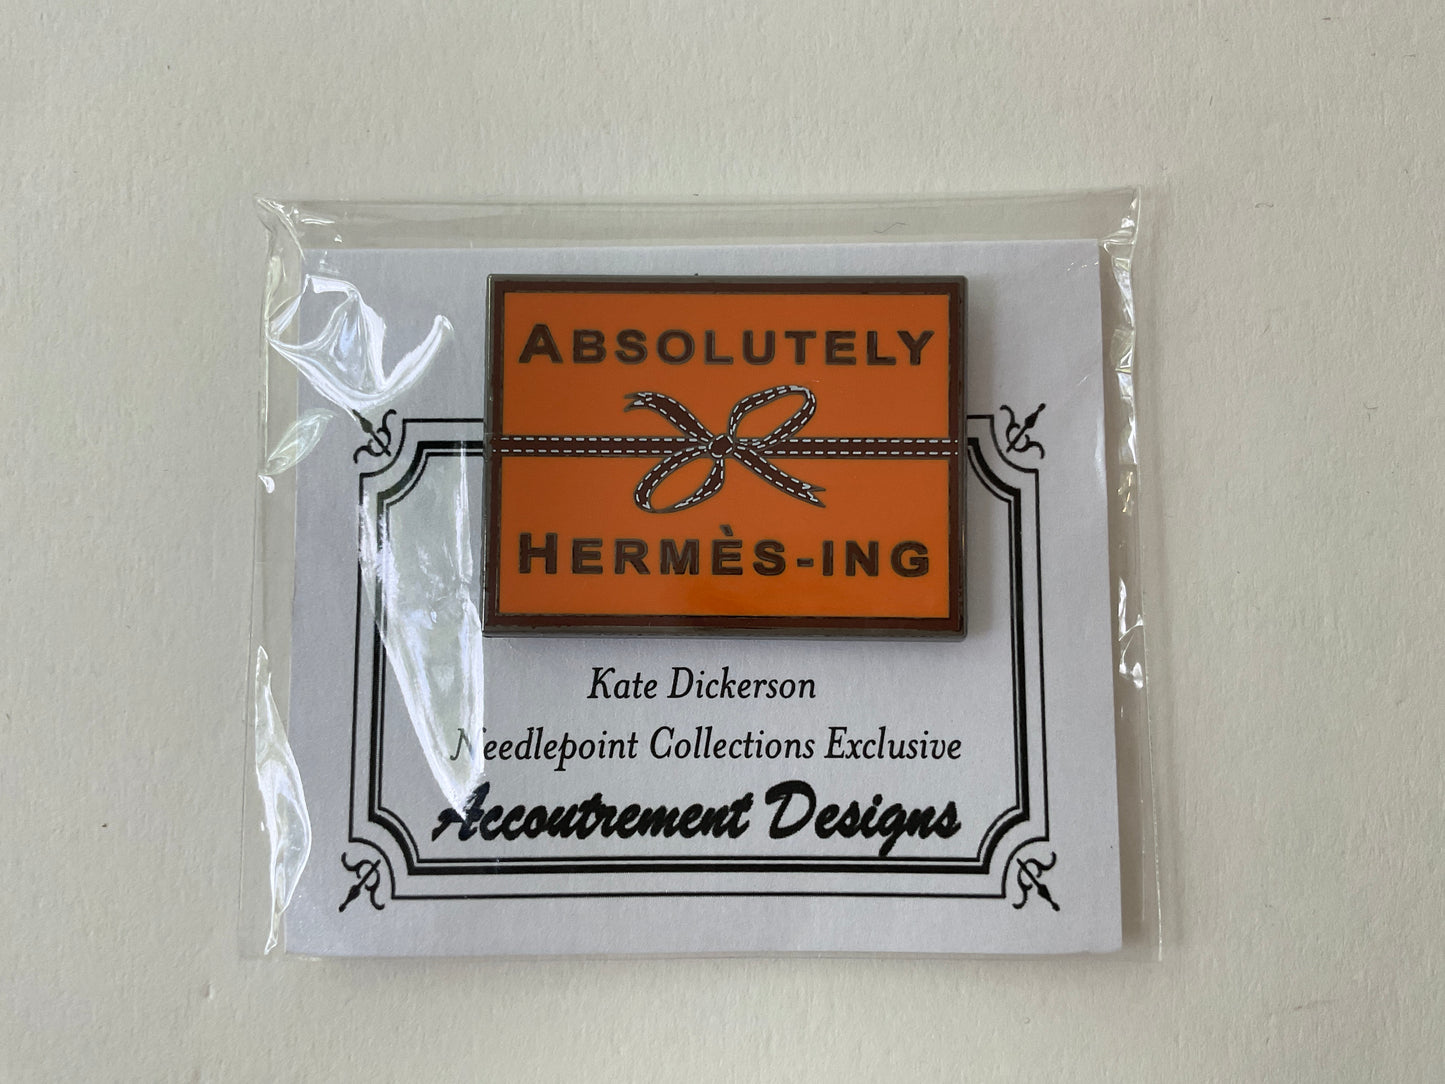 ABSOLUTELY
HERMÈS-ING
Kate Dickerson
Needlepoint Collections Exclusive
Accoutrement Designs